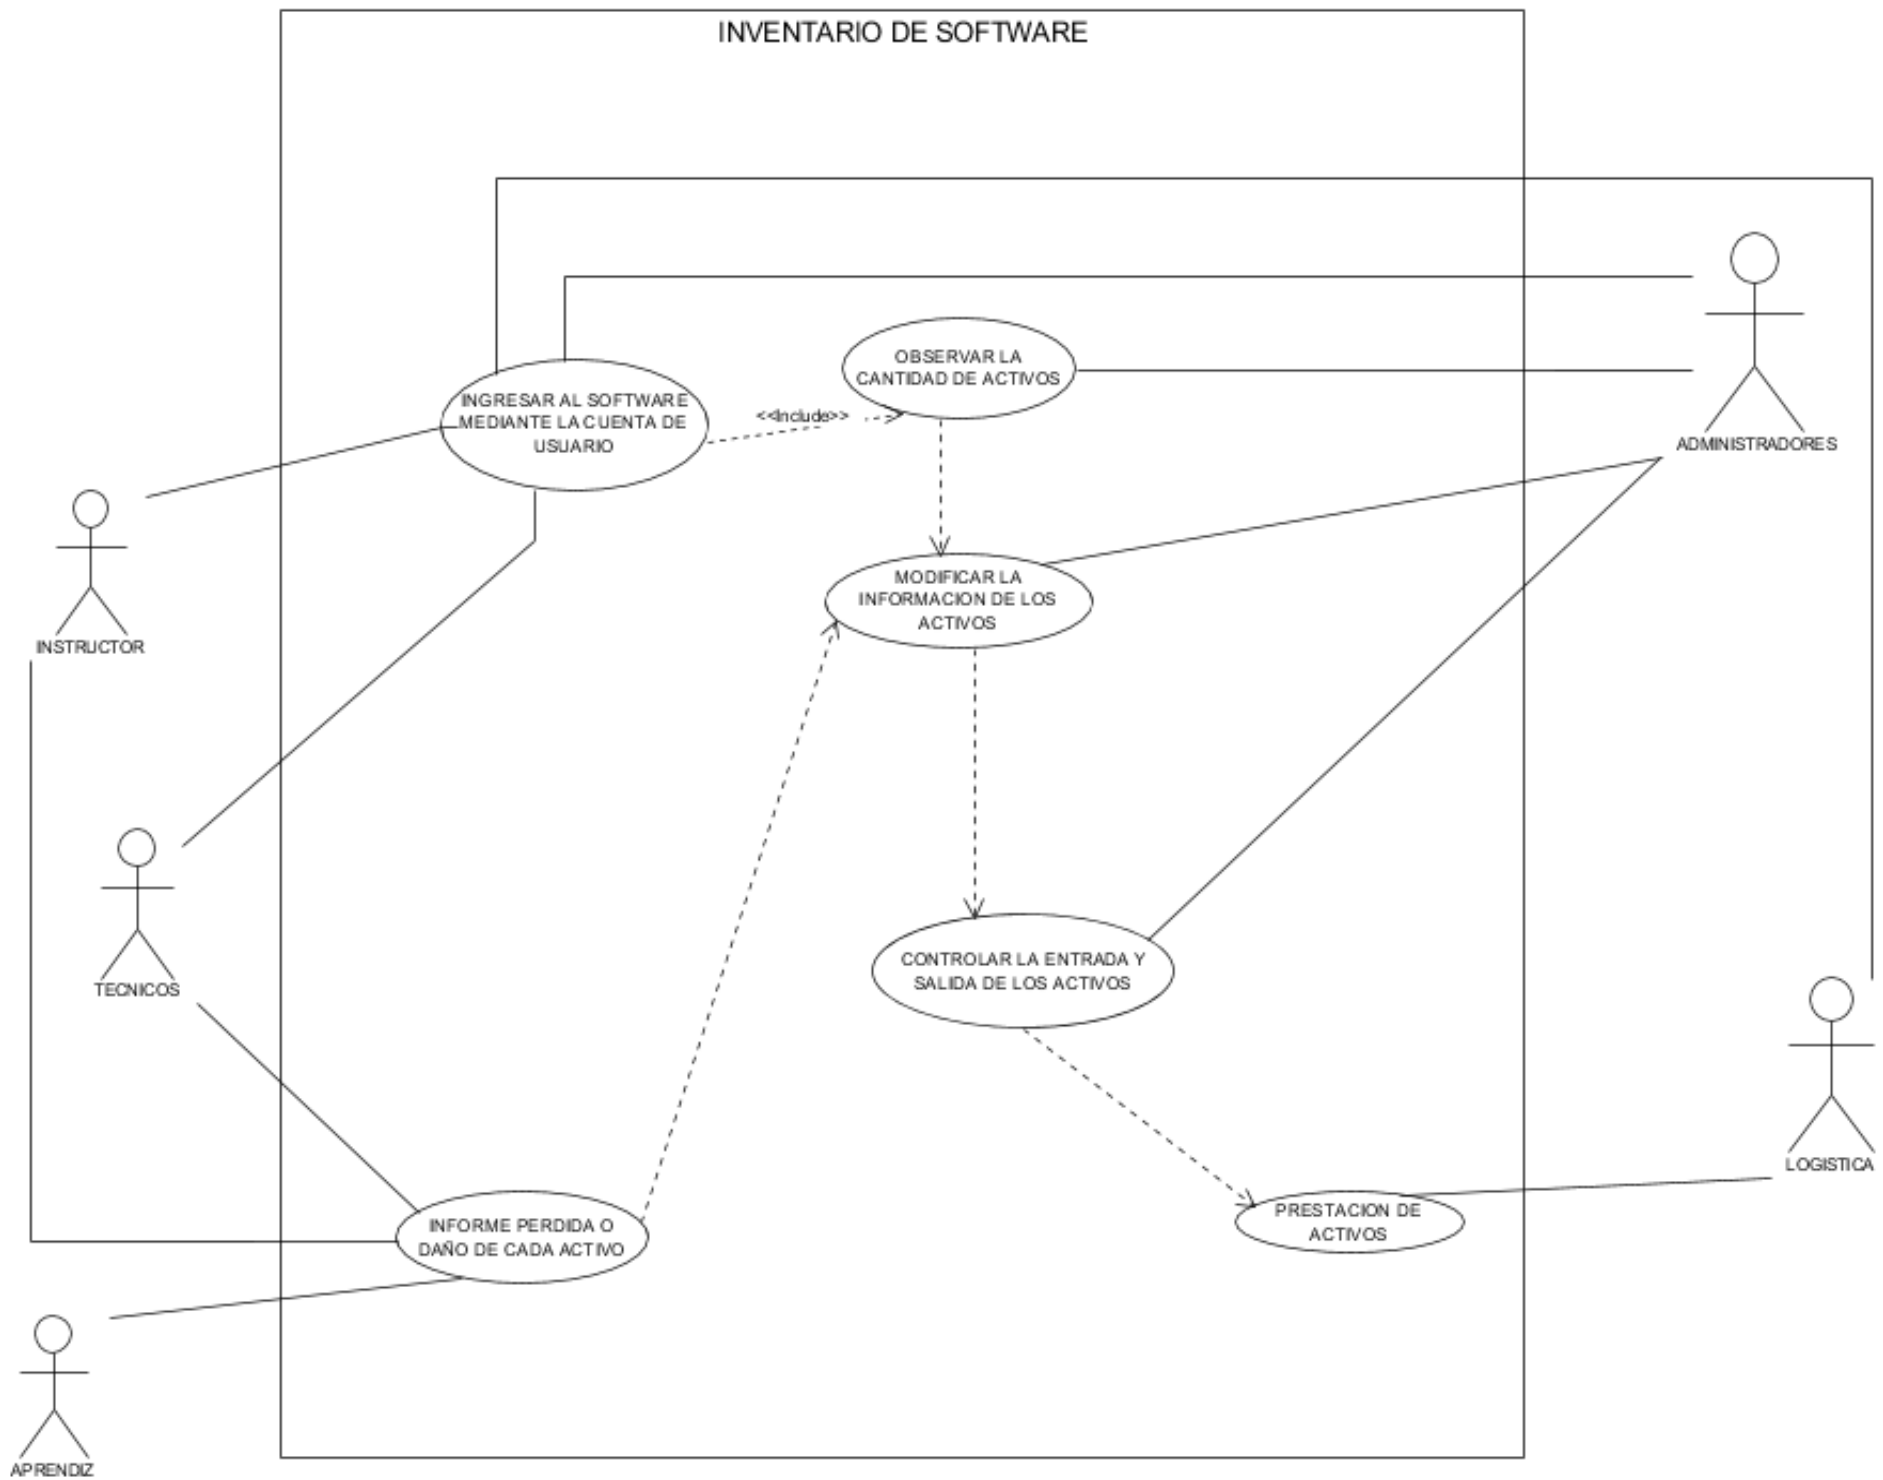 INVENTARIO DE SOFTWARE
OBSERVAR LA
CANTIDAD DE ACTIVOS
INGRESAR AL SOFTWARE
MEDIANTE LA CUENTA DE
USUARIO
<<Include>>
ADMINISTRADORES
MODIFICAR LA
INFORMACION DE LOS
ACTIVOS
INSTRUCTOR
CONTROLAR LA ENTRADA Y
SALIDA DE LOS ACTIVOS
TECNICOS
LOGISTICA
PRESTACION DE
ACTIVOS
INFORME PERDIDA O
DAÑO DE CADA ACTIVO
APRENDIZ